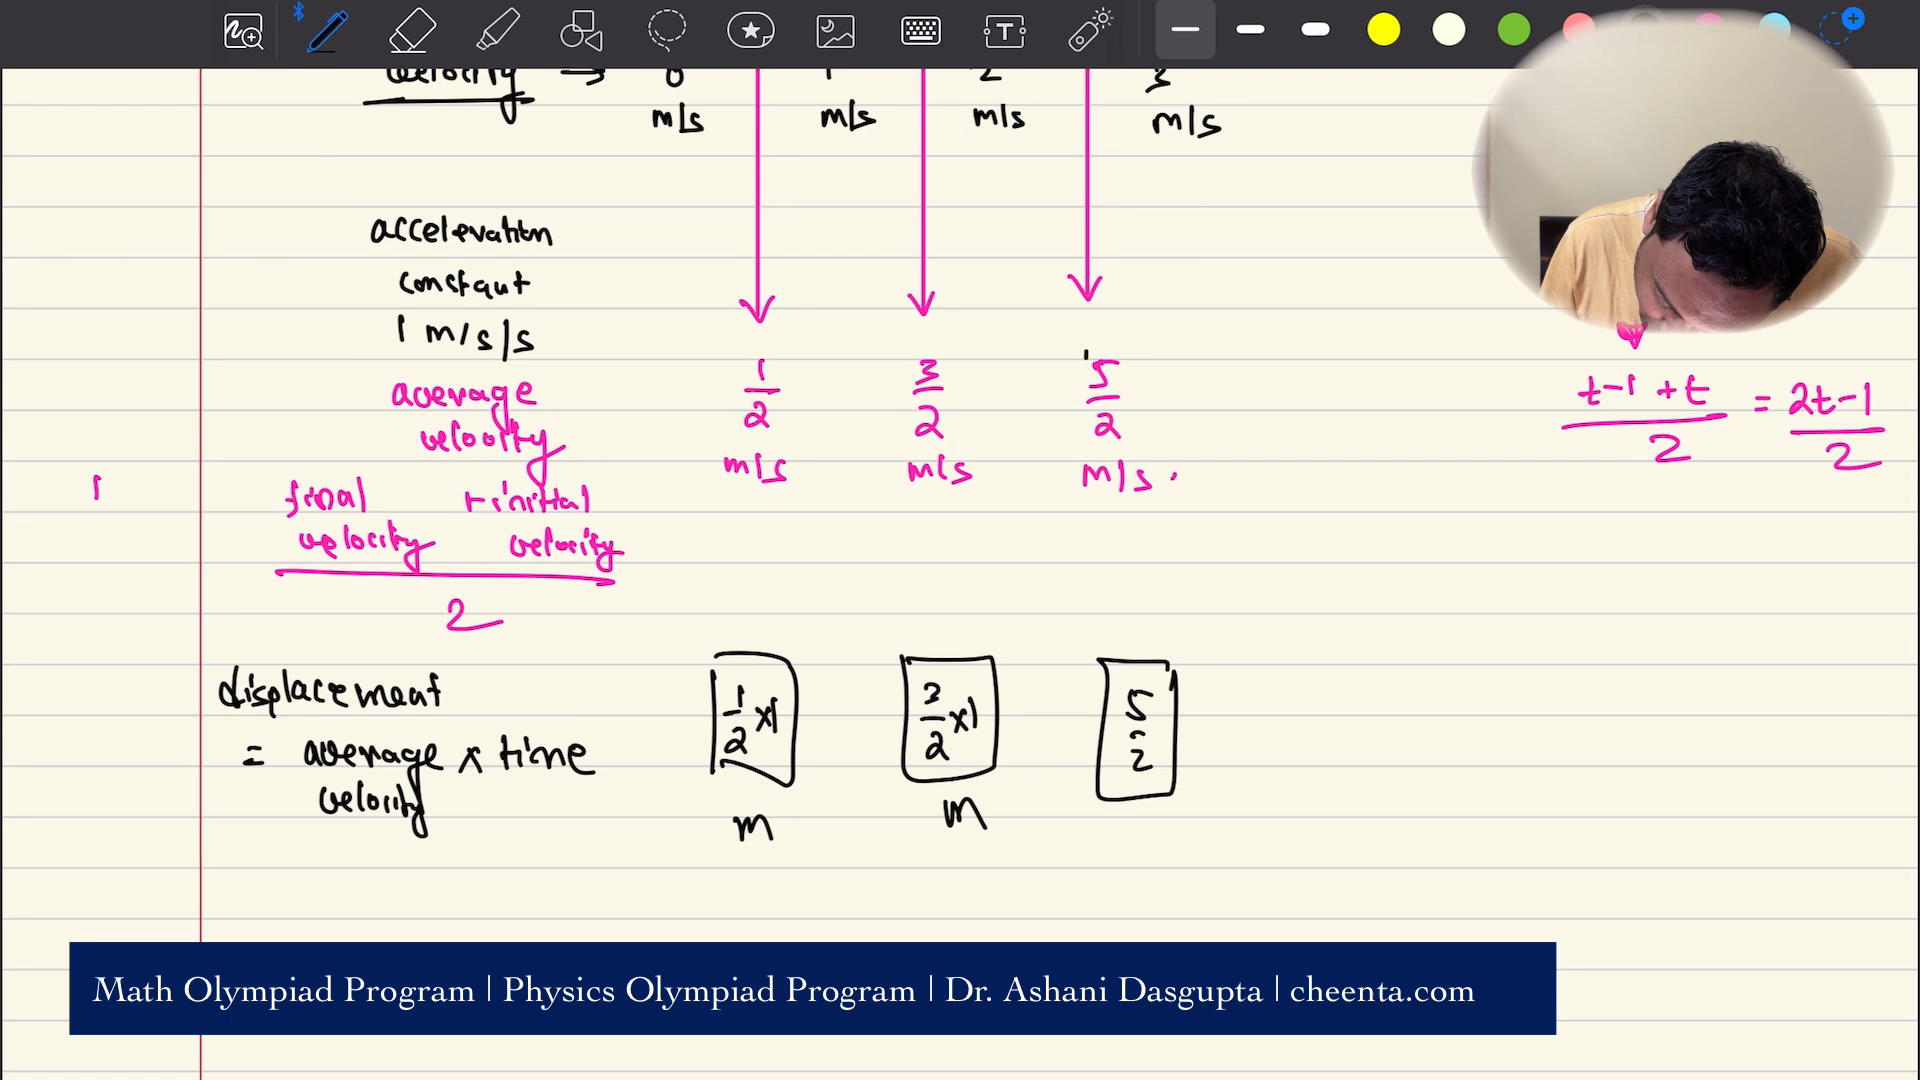 velocity → 0 1 2 3
m/s m/s m/s m/s
acceleration
constant
1 m/s/s
average
velocity
1/2 3/2 5/2
m/s m/s m/s.
(t-1+t)/2 = (2t-1)/2
final + initial
velocity velocity
2
1
displacement
= average × time
velocity
1/2 ×1 3/2 ×1 5/2
m m
T
Math Olympiad Program | Physics Olympiad Program | Dr. Ashani Dasgupta | cheenta.com